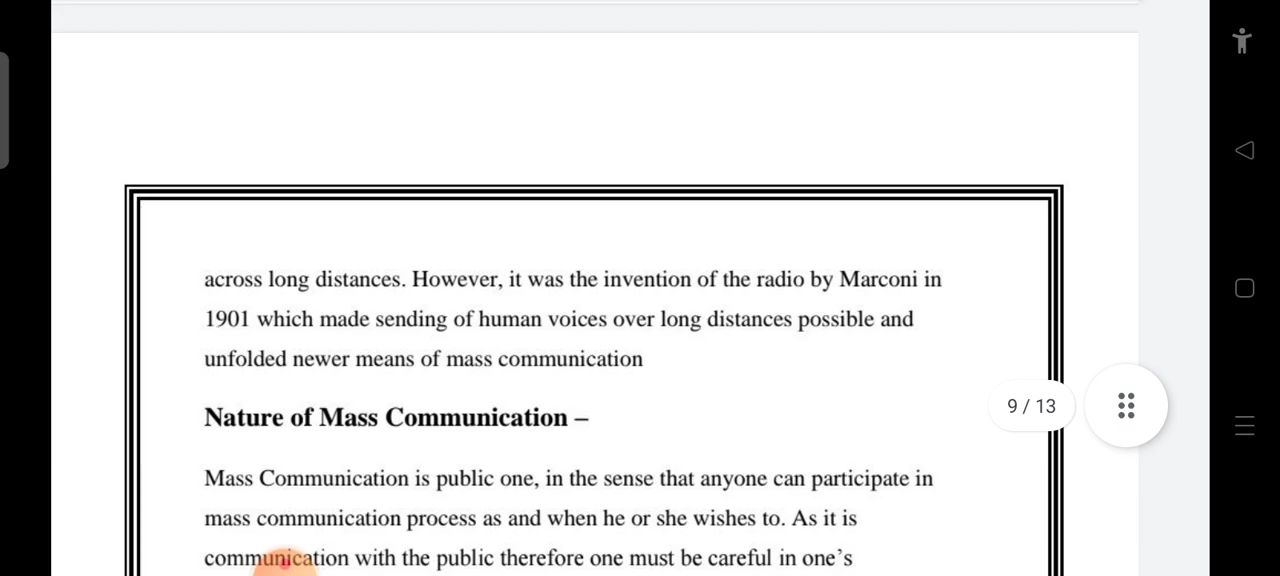 across long distances. However, it was the invention of the radio by Marconi in
1901 which made sending of human voices over long distances possible and
unfolded newer means of mass communication
9 / 13
Nature of Mass Communication –
Mass Communication is public one, in the sense that anyone can participate in
mass communication process as and when he or she wishes to. As it is
communication with the public therefore one must be careful in one’s